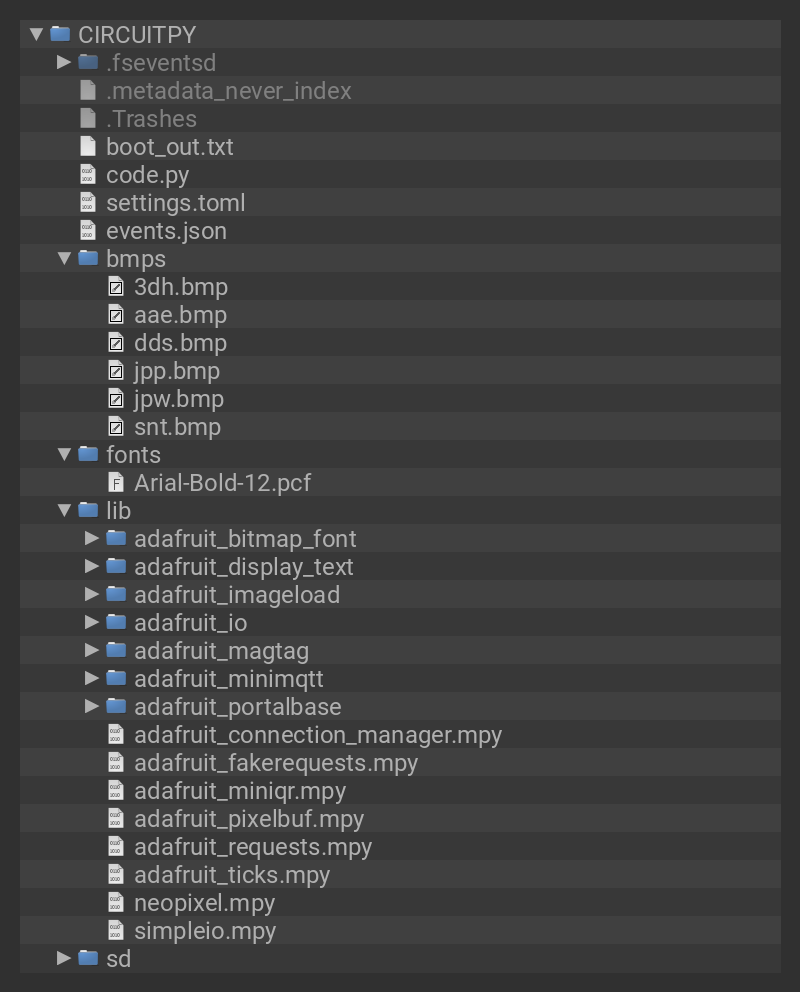 CIRCUITPY
.fseventsd
.metadata_never_index
.Trashes
boot_out.txt
code.py
settings.toml
events.json
bmps
3dh.bmp
aae.bmp
dds.bmp
jpp.bmp
jpw.bmp
snt.bmp
fonts
Arial-Bold-12.pcf
lib
adafruit_bitmap_font
adafruit_display_text
adafruit_imageload
adafruit_io
adafruit_magtag
adafruit_minimqtt
adafruit_portalbase
adafruit_connection_manager.mpy
adafruit_fakerequests.mpy
adafruit_miniqr.mpy
adafruit_pixelbuf.mpy
adafruit_requests.mpy
adafruit_ticks.mpy
neopixel.mpy
simpleio.mpy
sd